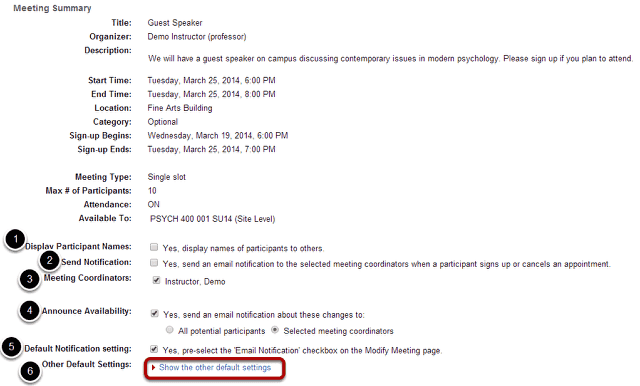 Meeting Summary
Title: Guest Speaker
Organizer: Demo Instructor (professor)
Description:
We will have a guest speaker on campus discussing contemporary issues in modern psychology. Please sign up if you plan to attend.
Start Time: Tuesday, March 25, 2014, 6:00 PM
End Time: Tuesday, March 25, 2014, 8:00 PM
Location: Fine Arts Building
Category: Optional
Sign-up Begins: Wednesday, March 19, 2014, 6:00 PM
Sign-up Ends: Tuesday, March 25, 2014, 7:00 PM
Meeting Type: Single slot
Max # of Participants: 10
Attendance: ON
Available To: PSYCH 400 001 SU14 (Site Level)
1 Display Participant Names: Yes, display names of participants to others.
2 Send Notification: Yes, send an email notification to the selected meeting coordinators when a participant signs up or cancels an appointment.
3 Meeting Coordinators: Instructor, Demo
4 Announce Availability: Yes, send an email notification about these changes to:
All potential participants Selected meeting coordinators
5 Default Notification setting: Yes, pre-select the 'Email Notification' checkbox on the Modify Meeting page.
6 Other Default Settings: Show the other default settings